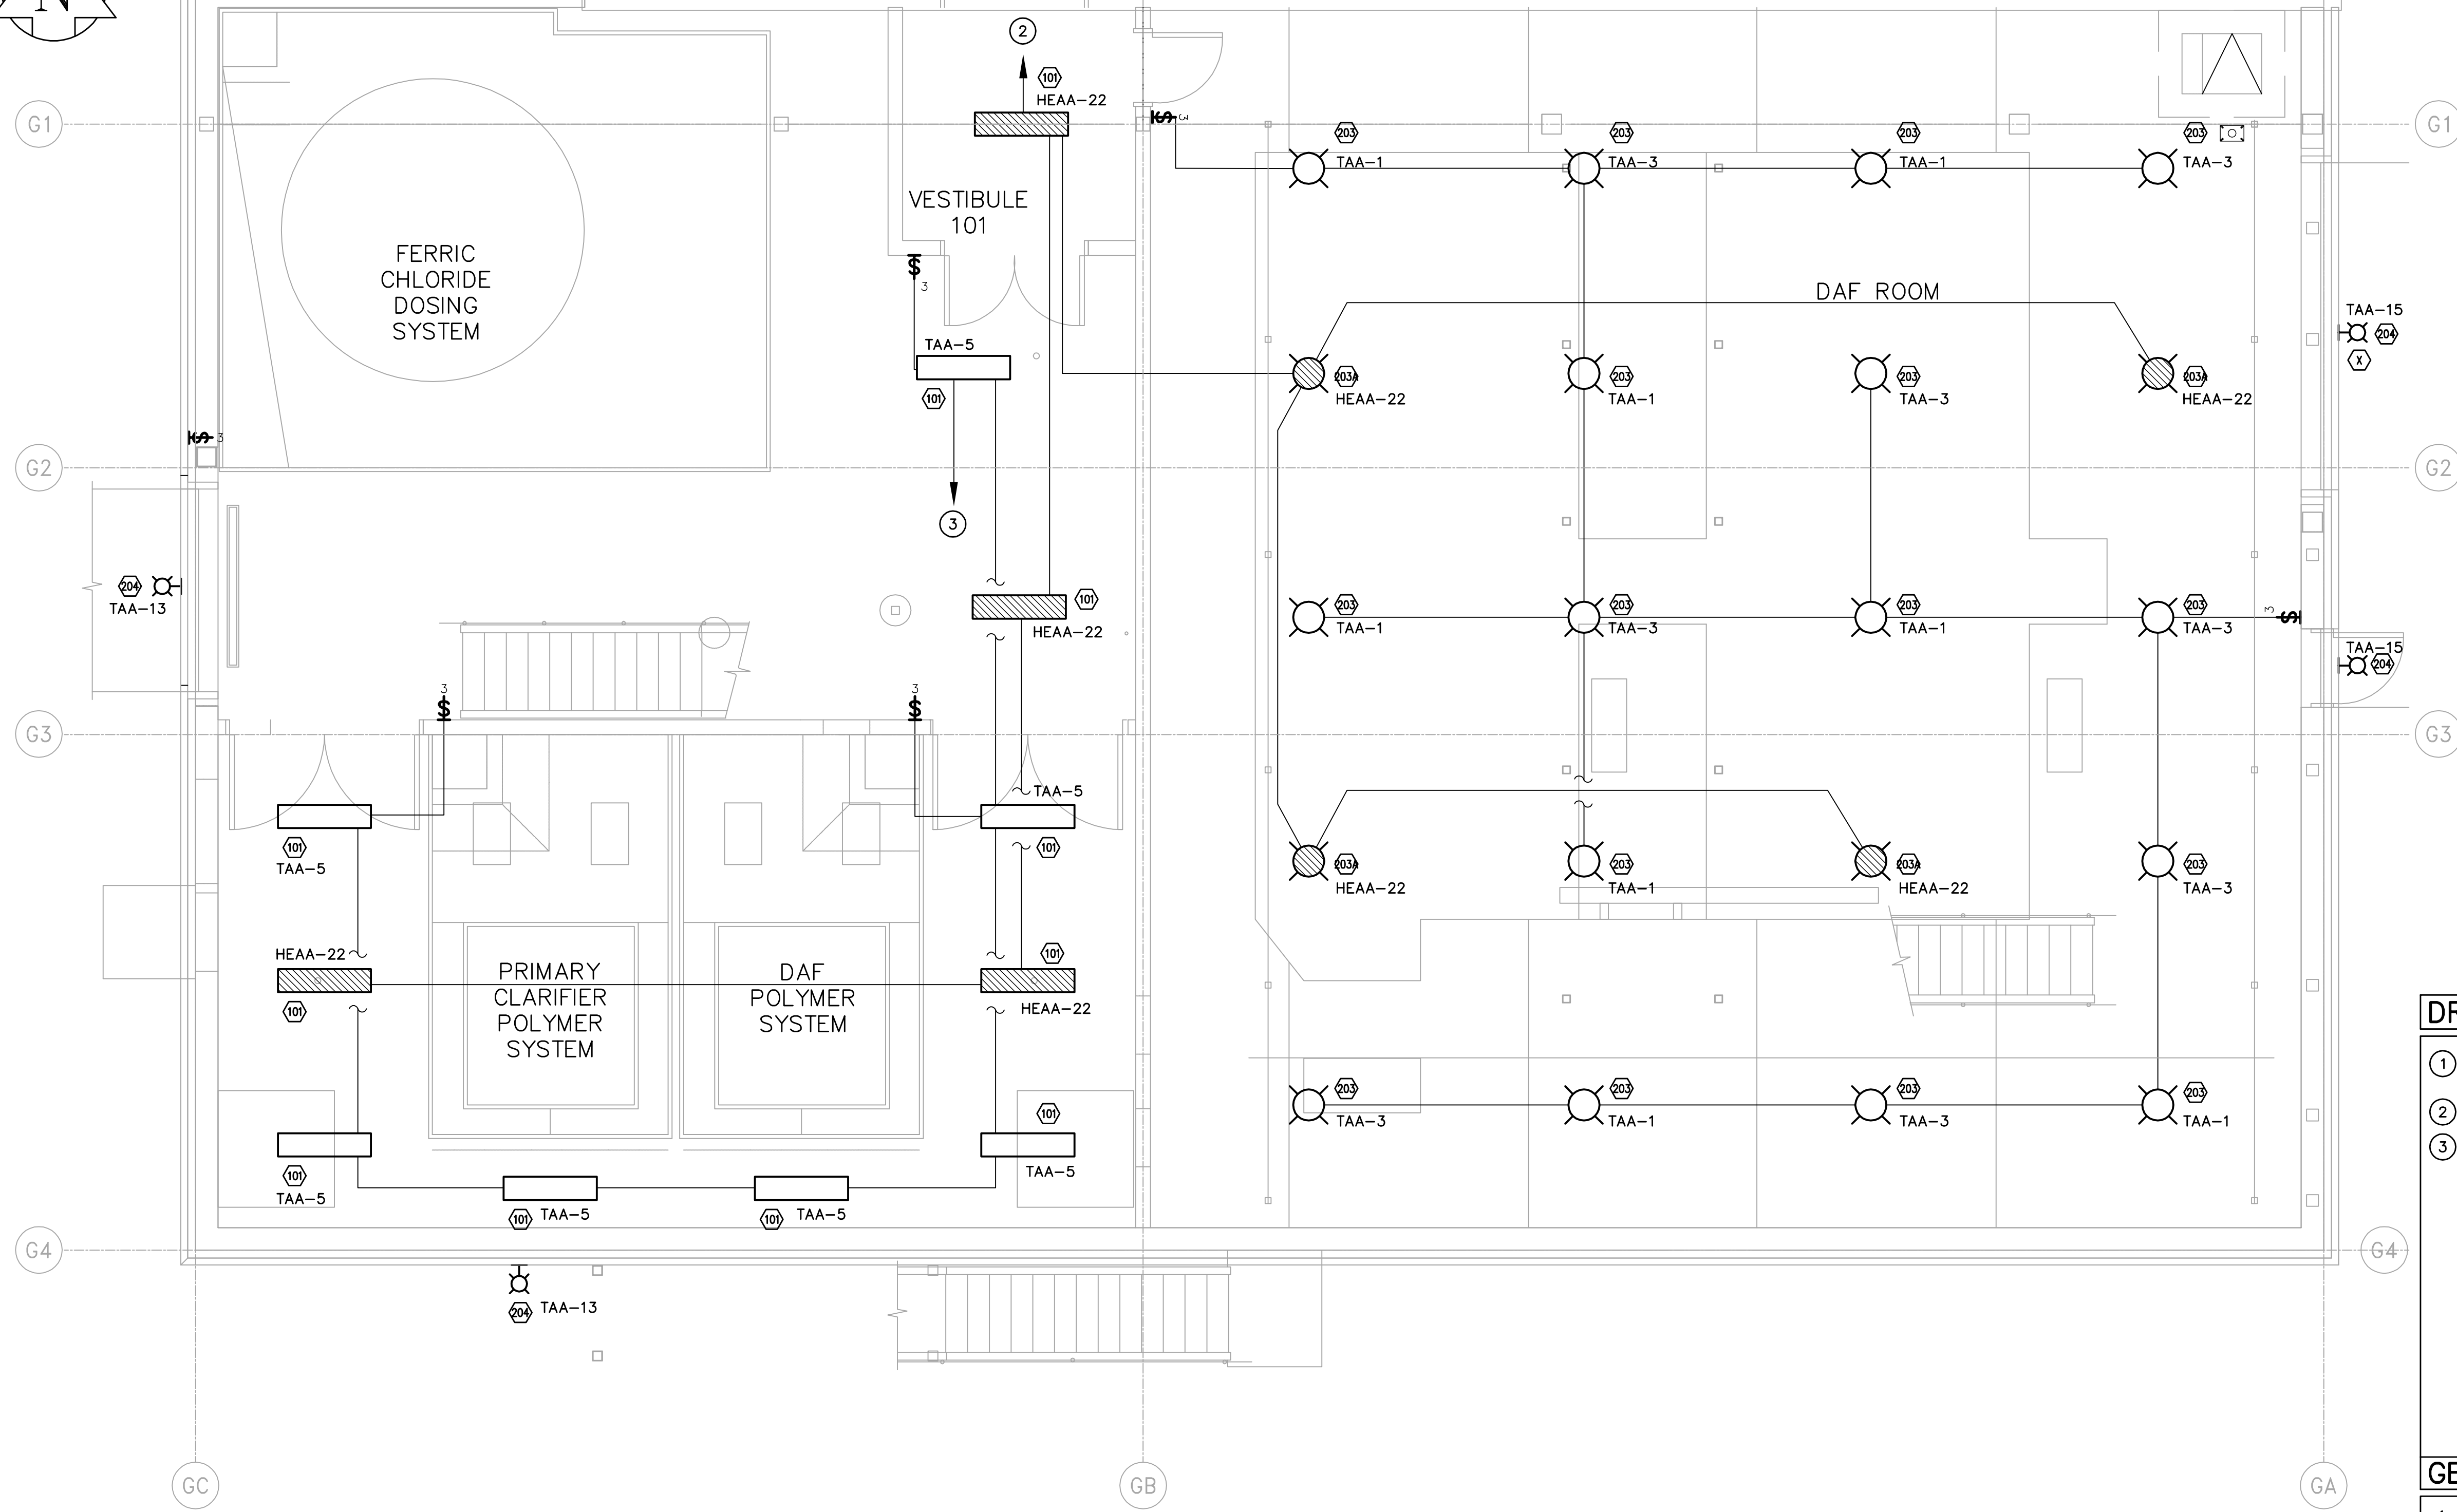 N
2
101
HEAA-22
G1
G1
3
203
TAA-1
203
TAA-3
203
TAA-1
203
TAA-3
VESTIBULE
101
FERRIC
CHLORIDE
DOSING
SYSTEM
$
3
DAF ROOM
TAA-15
204
X
TAA-5
101
203A
HEAA-22
203
TAA-1
203
TAA-3
203A
HEAA-22
$
3
G2
G2
3
204
TAA-13
101
HEAA-22
203
TAA-1
203
TAA-3
203
TAA-1
203
TAA-3
3
$
TAA-15
204
3
$
3
$
G3
G3
TAA-5
101
101
TAA-5
203A
HEAA-22
203
TAA-1
203A
HEAA-22
203
TAA-3
HEAA-22
101
101
HEAA-22
PRIMARY
CLARIFIER
POLYMER
SYSTEM
DAF
POLYMER
SYSTEM
DR
1
2
3
203
TAA-3
203
TAA-1
203
TAA-3
203
TAA-1
101
TAA-5
101
TAA-5
101 TAA-5
101 TAA-5
G4
G4
204 TAA-13
GC
GB
GA
GE